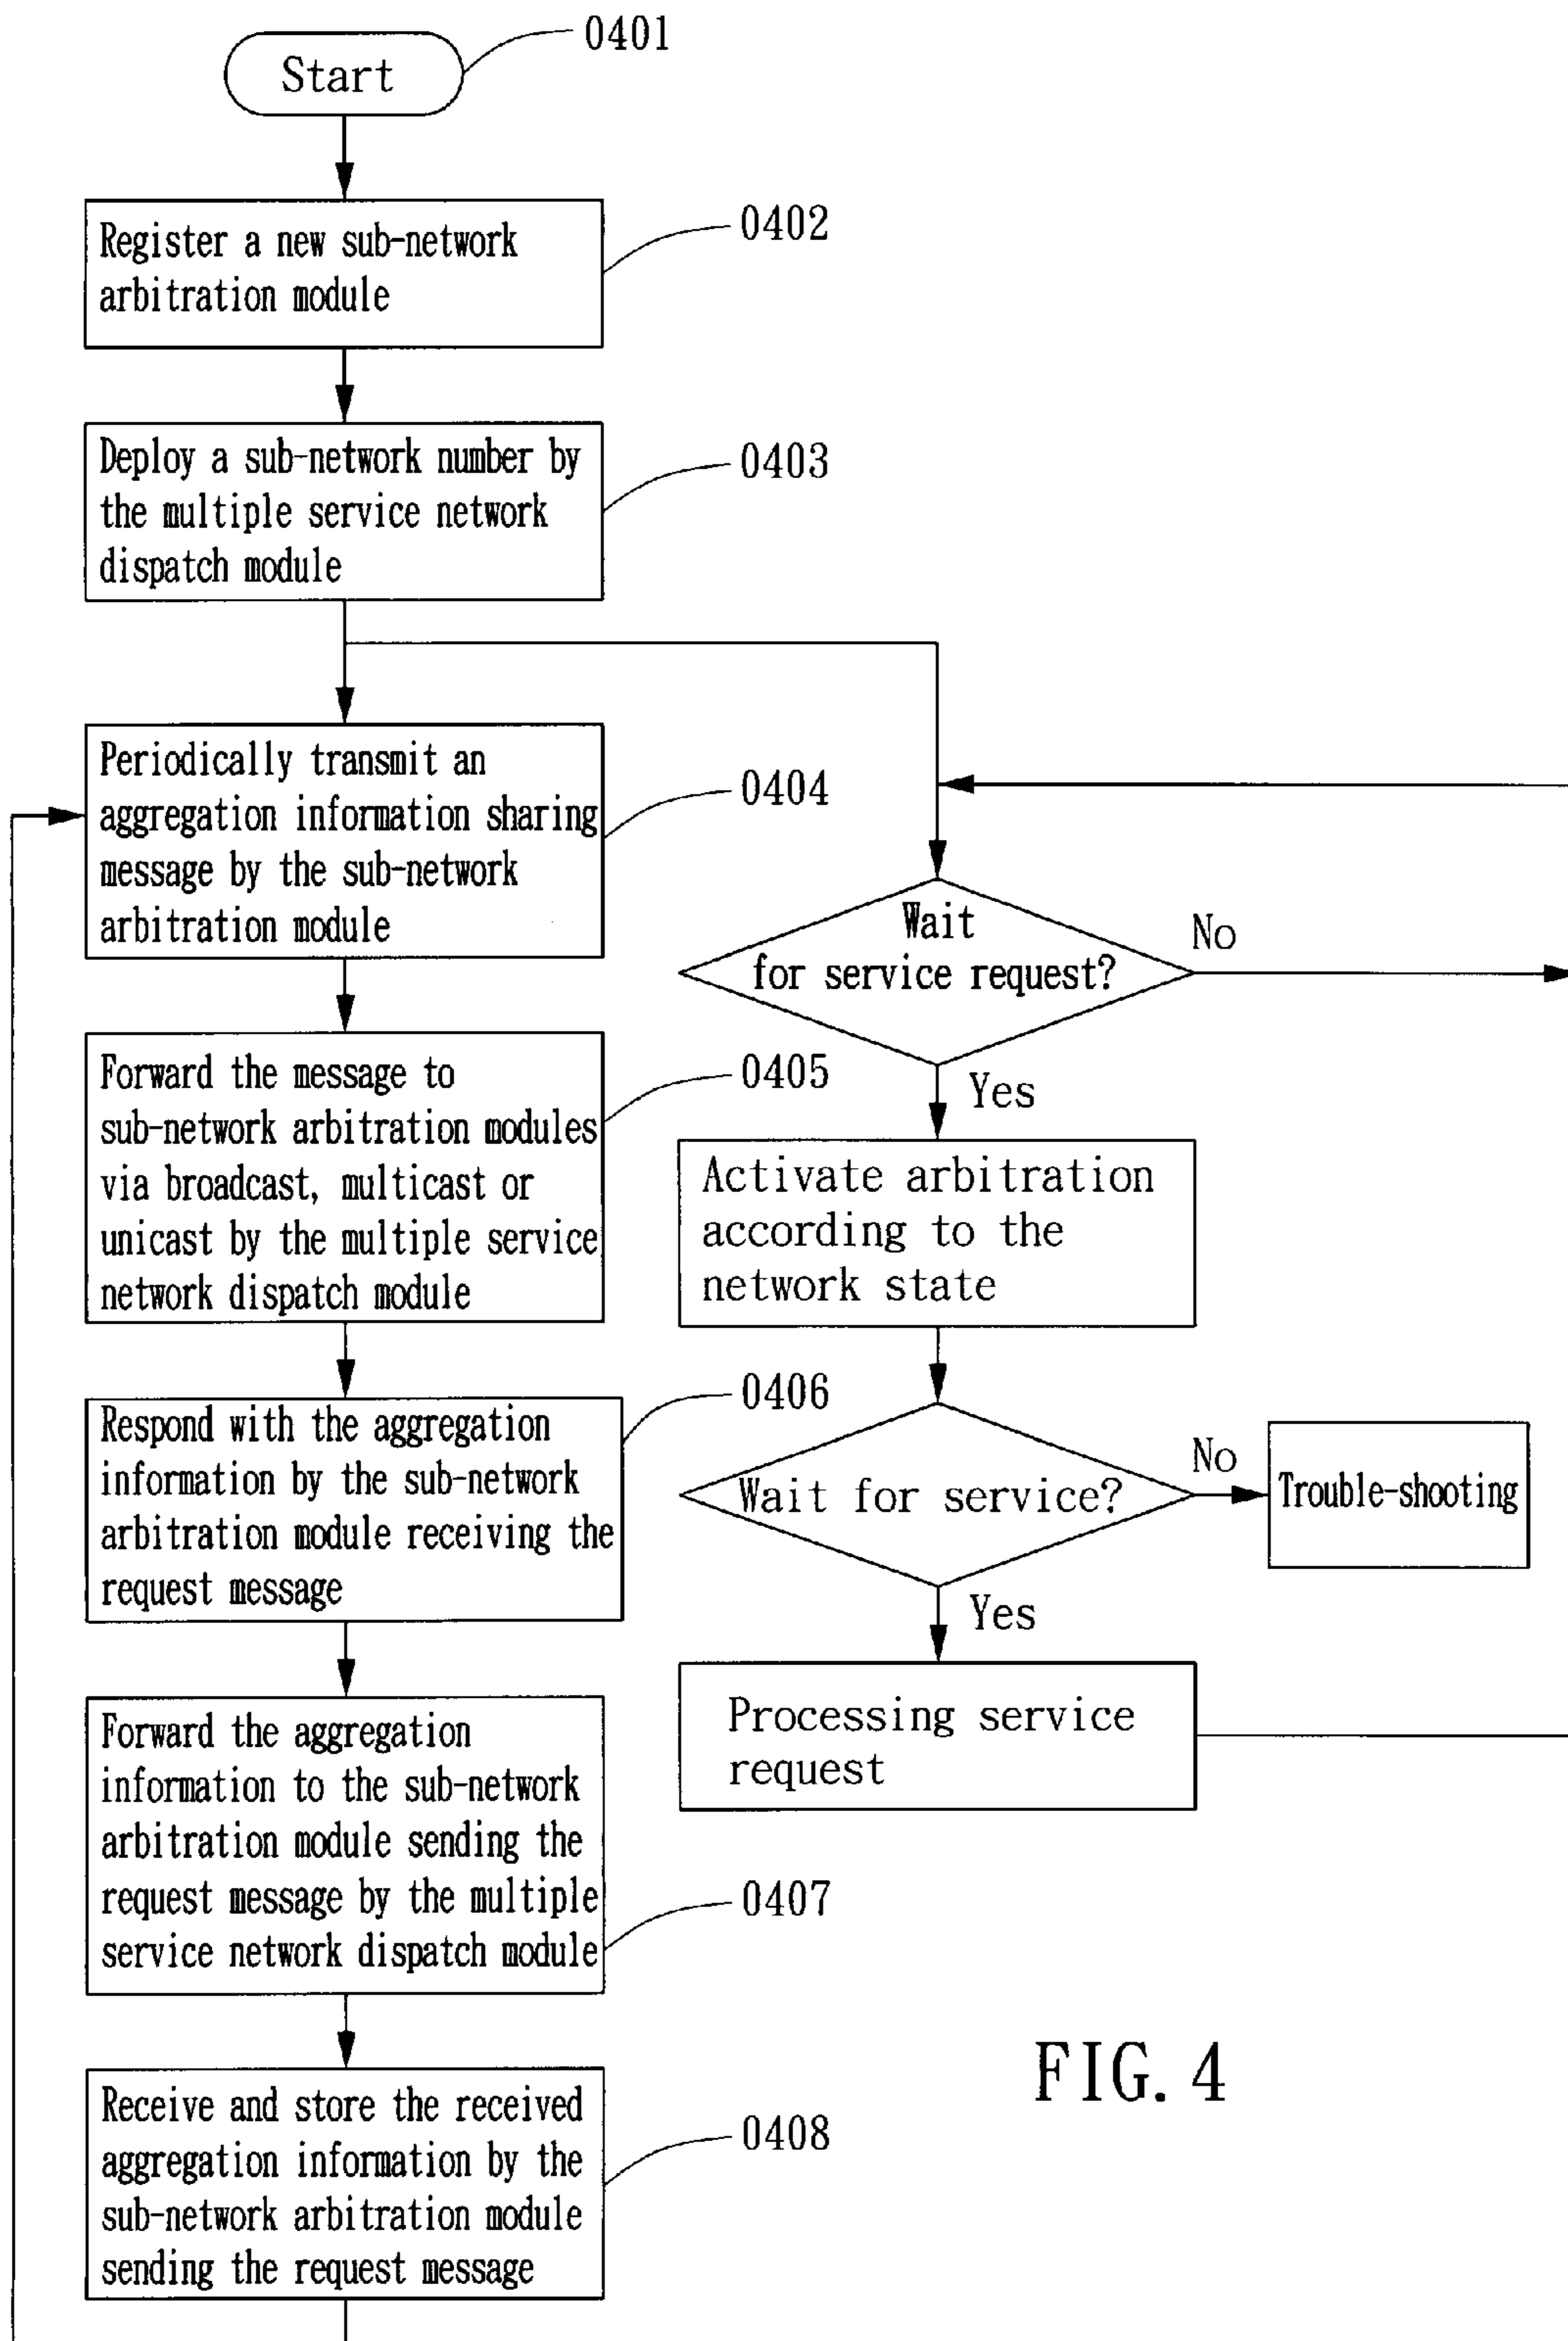 Start
0401
Register a new sub-network
arbitration module
0402
Deploy a sub-network number by
the multiple service network
dispatch module
0403
Periodically transmit an
aggregation information sharing
message by the sub-network
arbitration module
0404
Forward the message to
sub-network arbitration modules
via broadcast, multicast or
unicast by the multiple service
network dispatch module
0405
Respond with the aggregation
information by the sub-network
arbitration module receiving the
request message
0406
Forward the aggregation
information to the sub-network
arbitration module sending the
request message by the multiple
service network dispatch module
0407
Receive and store the received
aggregation information by the
sub-network arbitration module
sending the request message
0408
Wait
for service request?
No
Yes
Activate arbitration
according to the
network state
Wait for service?
No
Trouble-shooting
Yes
Processing service
request
FIG. 4